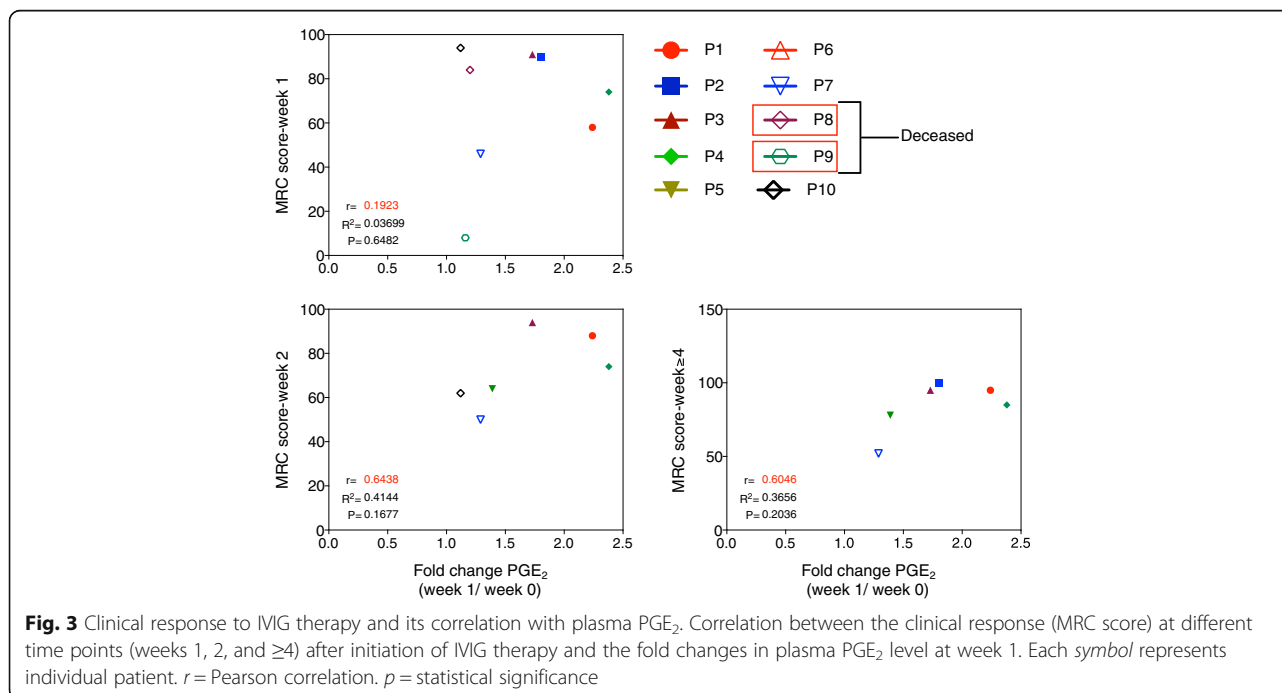 100
80
60
40
20
0
MRC score-week 1
r= 0.1923
R²= 0.03699
P= 0.6482
0.0 0.5 1.0 1.5 2.0 2.5
P1 P6
P2 P7
P3 P8
P4 P9
P5 P10
Deceased
100
80
60
40
20
0
MRC score-week 2
r= 0.6438
R²= 0.4144
P= 0.1677
0.0 0.5 1.0 1.5 2.0 2.5
Fold change PGE₂
(week 1/ week 0)
150
100
50
0
MRC score-week≥4
r= 0.6046
R²= 0.3656
P= 0.2036
0.0 0.5 1.0 1.5 2.0 2.5
Fold change PGE₂
(week 1/ week 0)
Fig. 3 Clinical response to IVIG therapy and its correlation with plasma PGE₂. Correlation between the clinical response (MRC score) at different
time points (weeks 1, 2, and ≥4) after initiation of IVIG therapy and the fold changes in plasma PGE₂ level at week 1. Each symbol represents
individual patient. r = Pearson correlation. p = statistical significance